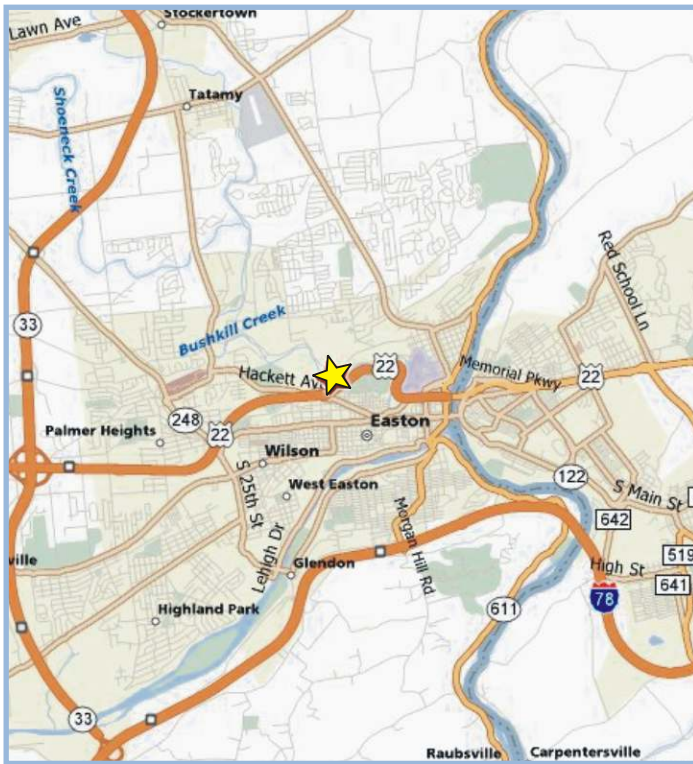 Stockertown
Lawn Ave
Tatamy
Shoeneck Creek
Red School Ln
33
Bushkill Creek
Hackett Ave
22
Memorial Pkwy
22
248
Easton
Palmer Heights
22
Wilson
122
S 25th St
West Easton
S Main St
642
Morgan Hill Rd
Lehigh Dr
519
ville
Glendon
High St
641
78
Highland Park
611
33
Raubsville
Carpentersville